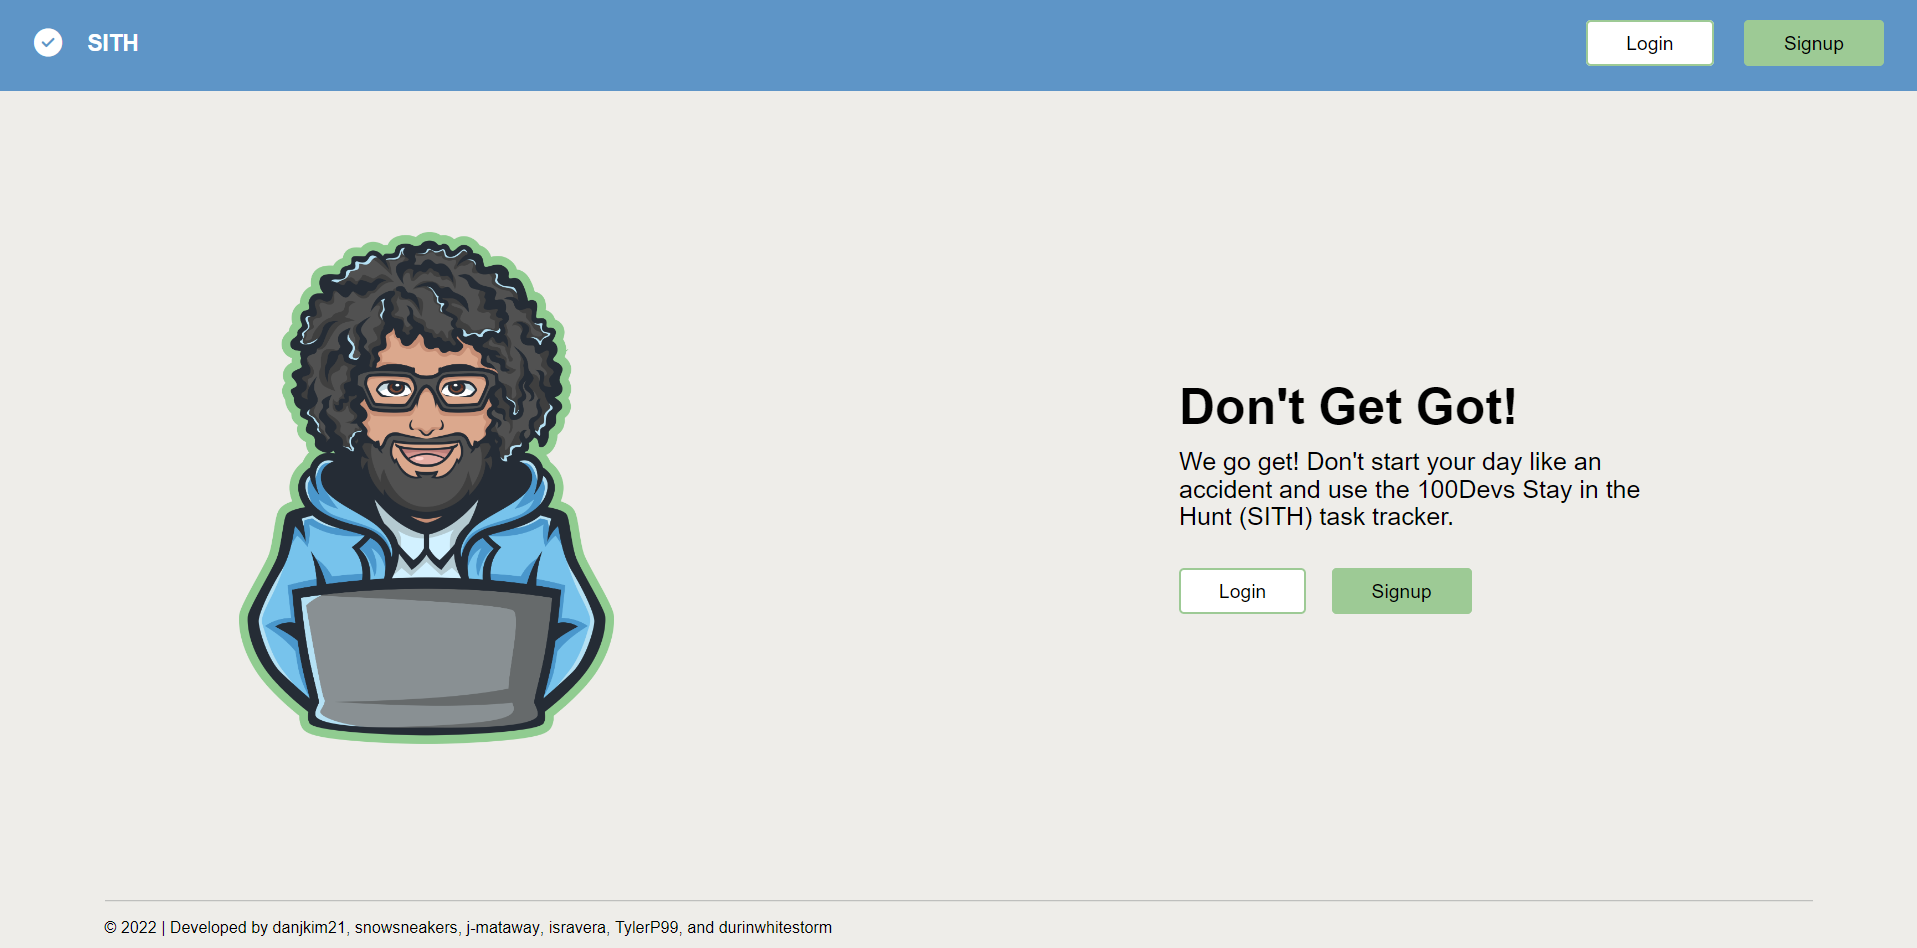 SITH
Login
Signup
Don't Get Got!
We go get! Don't start your day like an
accident and use the 100Devs Stay in the
Hunt (SITH) task tracker.
Login
Signup
© 2022 | Developed by danjkim21, snowsneakers, j-mataway, isravera, TylerP99, and durinwhitestorm